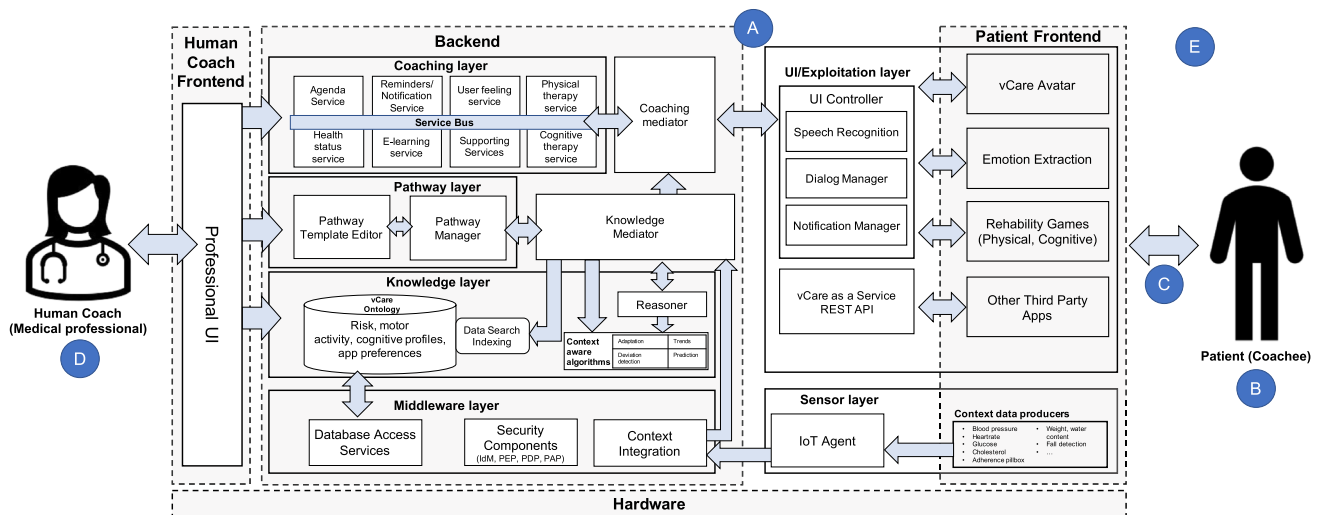 A
E
Human
Coach
Frontend
Backend
Patient Frontend
Coaching layer
Agenda
Service
Reminders/
Notification
Service
User feeling
service
Physical
therapy
service
Service Bus
Health
status
service
E-learning
service
Supporting
Services
Cognitive
therapy
service
Coaching
mediator
UI/Exploitation layer
UI Controller
Speech Recognition
Dialog Manager
Notification Manager
vCare as a Service
REST API
vCare Avatar
Emotion Extraction
Rehability Games
(Physical, Cognitive)
Other Third Party
Apps
Pathway layer
Pathway
Template Editor
Pathway
Manager
Knowledge
Mediator
Professional UI
Human Coach
(Medical professional)
D
C
Patient (Coachee)
B
Knowledge layer
vCare
Ontology
Risk, motor
activity, cognitive profiles,
app preferences
Data Search
Indexing
Reasoner
Context
aware
algorithms
Adaptation
Trends
Deviation
detection
Prediction
Middleware layer
Database Access
Services
Security
Components
(IdM, PEP, PDP, PAP)
Context
Integration
Sensor layer
IoT Agent
Context data producers
• Blood pressure
• Heartrate
• Glucose
• Cholesterol
• Adherence pillbox
• Weight, water
content
• Fall detection
• ...
Hardware